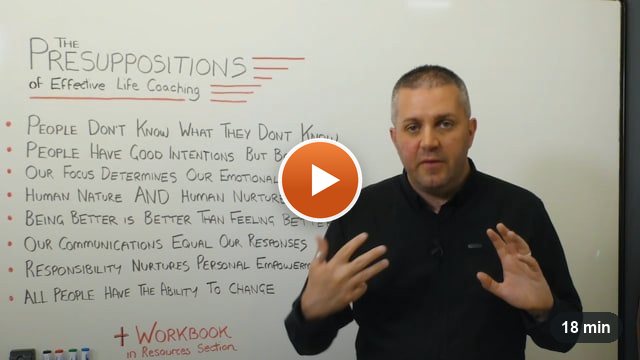 THE
PRESUPPOSITIONS
of Effective Life Coaching
PEOPLE DON'T KNOW WHAT THEY DONT KNOW
PEOPLE HAVE GOOD INTENTIONS BUT
OUR FOCUS DETERMINES OUR EMOTIONAL
HUMAN NATURE AND HUMAN NURTURE
BEING BETTER IS BETTER THAN FEELING BETTER
OUR COMMUNICATIONS EQUAL OUR RESPONSES
RESPONSIBILITY NURTURES PERSONAL
ALL PEOPLE HAVE THE ABILITY TO CHANGE
+ WORKBOOK
in Resources Section
18 min